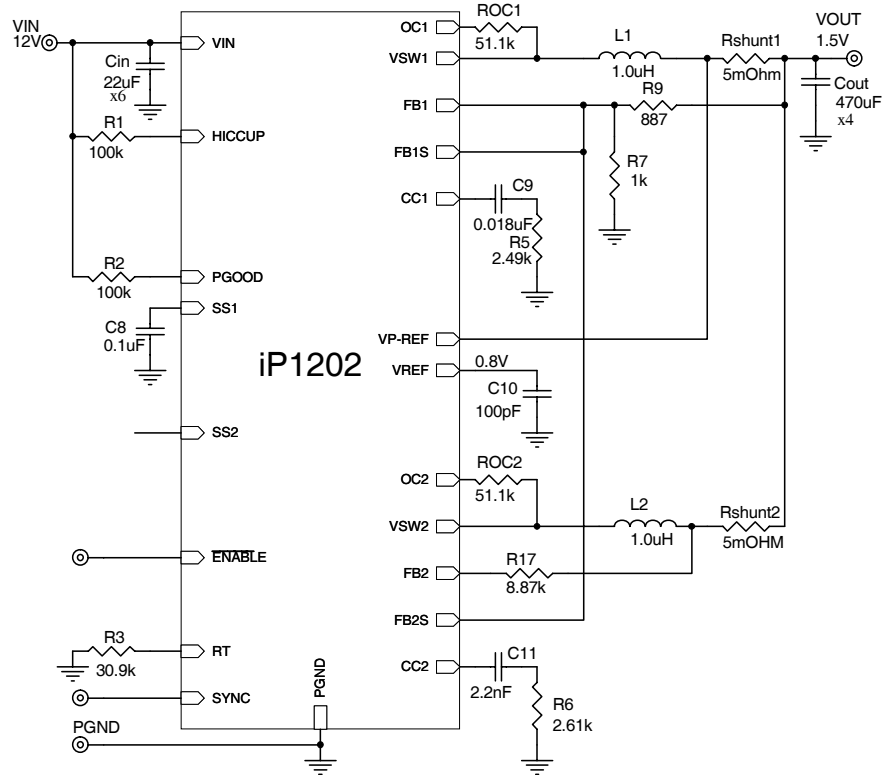 VIN
12V
Cin
22uF
x6
R1
100k
R2
100k
C8
0.1uF
R3
30.9k
PGND
VIN
HICCUP
PGOOD
SS1
SS2
ENABLE
RT
SYNC
PGND
iP1202
OC1
VSW1
FB1
FB1S
CC1
VP-REF
VREF
OC2
VSW2
FB2
FB2S
CC2
ROC1
51.1k
L1
1.0uH
Rshunt1
5mOhm
VOUT
1.5V
Cout
470uF
x4
R9
887
R7
1k
C9
0.018uF
R5
2.49k
0.8V
C10
100pF
ROC2
51.1k
L2
1.0uH
Rshunt2
5mOHM
R17
8.87k
C11
2.2nF
R6
2.61k